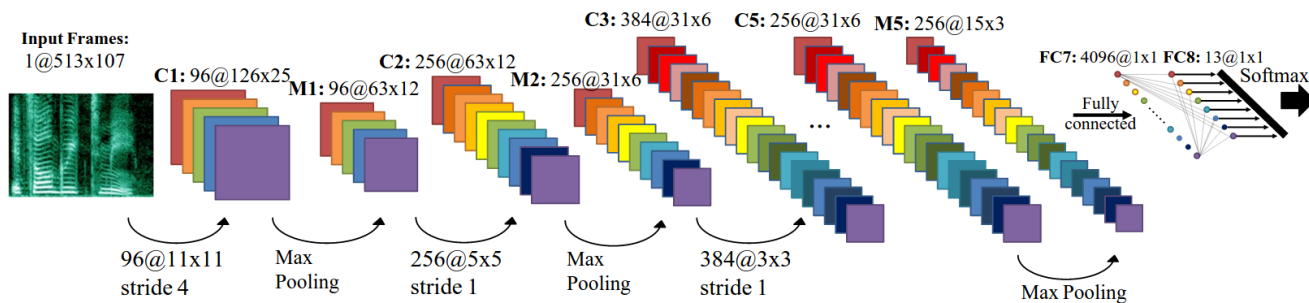 Input Frames:
1@513x107
C1: 96@126x25
M1: 96@63x12
C2: 256@63x12
M2: 256@31x6
C3: 384@31x6
C5: 256@31x6
M5: 256@15x3
FC7: 4096@1x1
FC8: 13@1x1
Softmax
Fully
connected
...
96@11x11
stride 4
Max
Pooling
256@5x5
stride 1
Max
Pooling
384@3x3
stride 1
Max Pooling